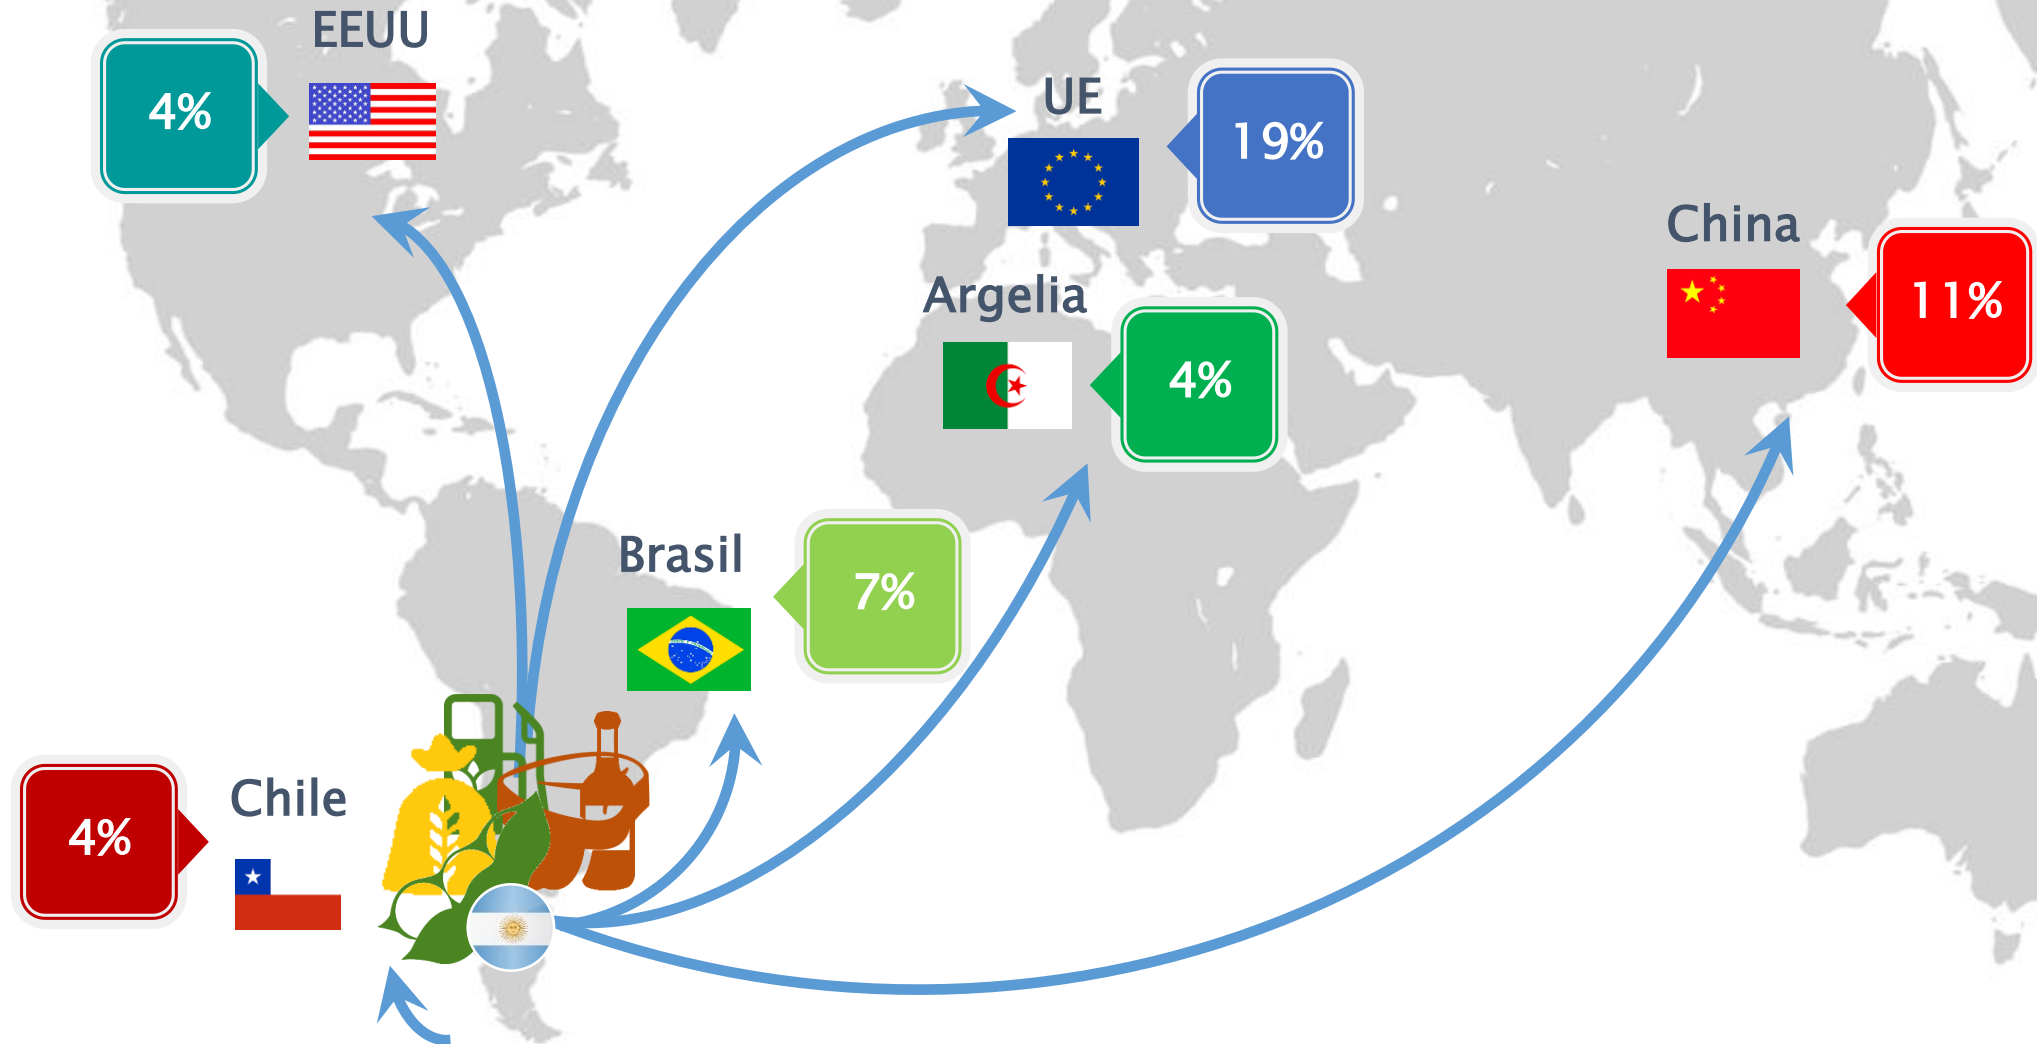 EEUU
4%
UE
19%
China
11%
Argelia
4%
Brasil
7%
Chile
4%